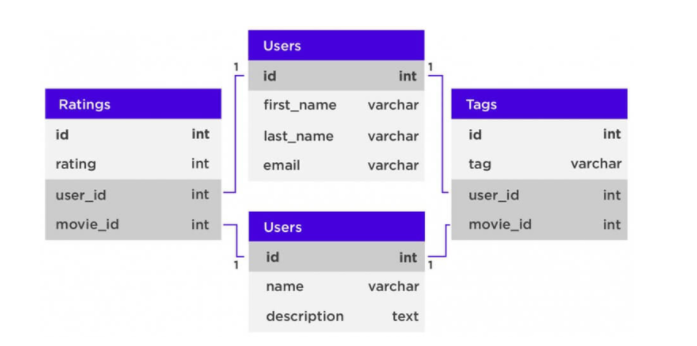 Users
1
1
id int
first_name varchar
last_name varchar
email varchar
Ratings
id int
rating int
user_id int
movie_id int
Tags
id int
tag varchar
user_id int
movie_id int
Users
1
1
id int
name varchar
description text